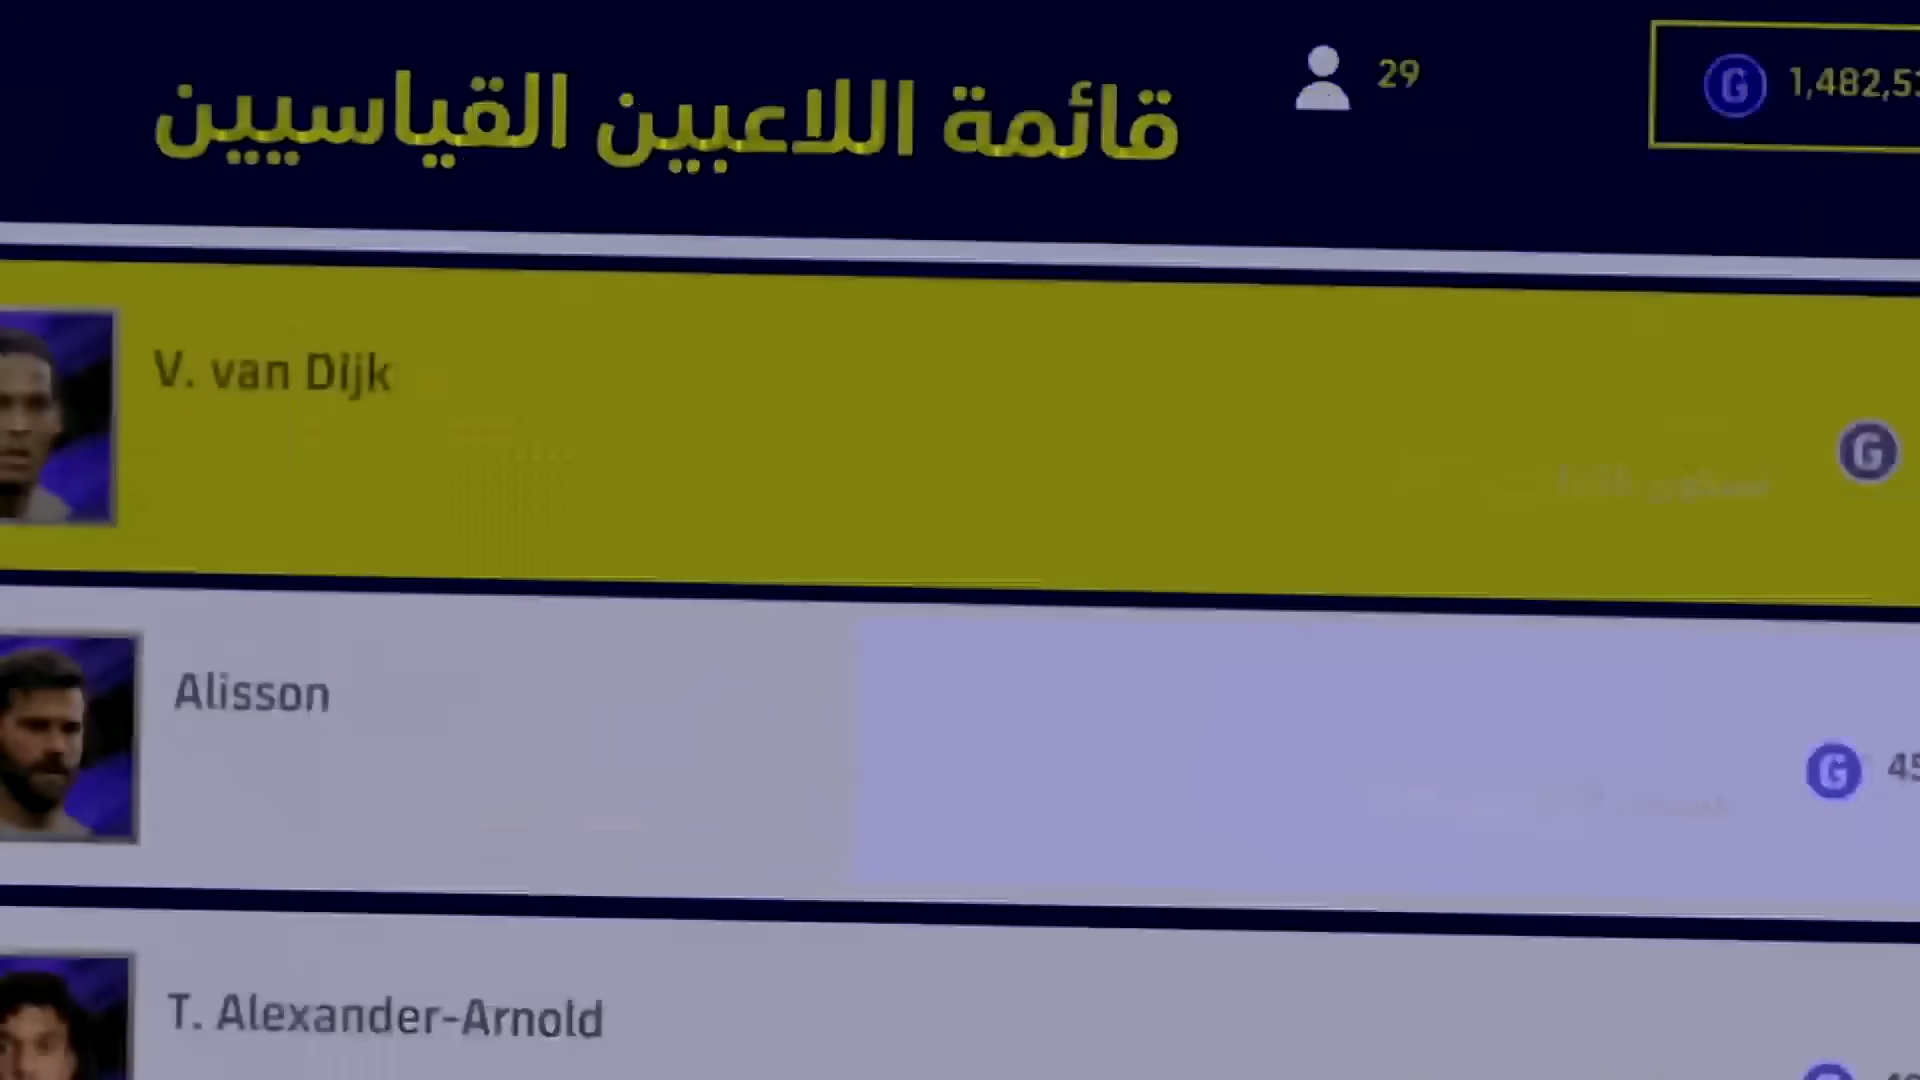 قائمة اللاعبين القياسيين
29
G 1,482,5
V. van Dijk
G
Alisson
G 45
T. Alexander-Arnold